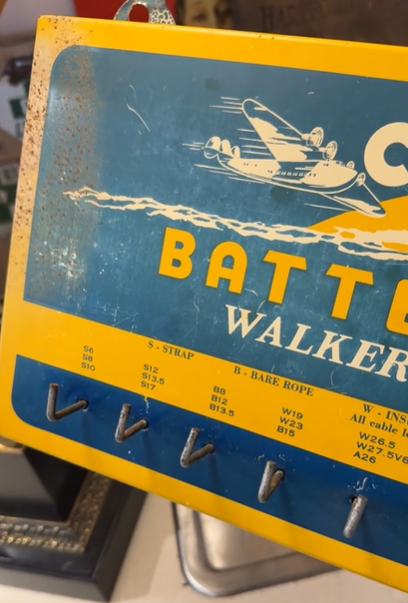 C
BATTE
WALKER
S - STRAP
B - BARE ROPE
W - INS
All cable l
S6
S8
S10
S12
S13.5
S17
B8
B12
B13.5
W19
W23
B15
W26.5
W27.5V6
A26